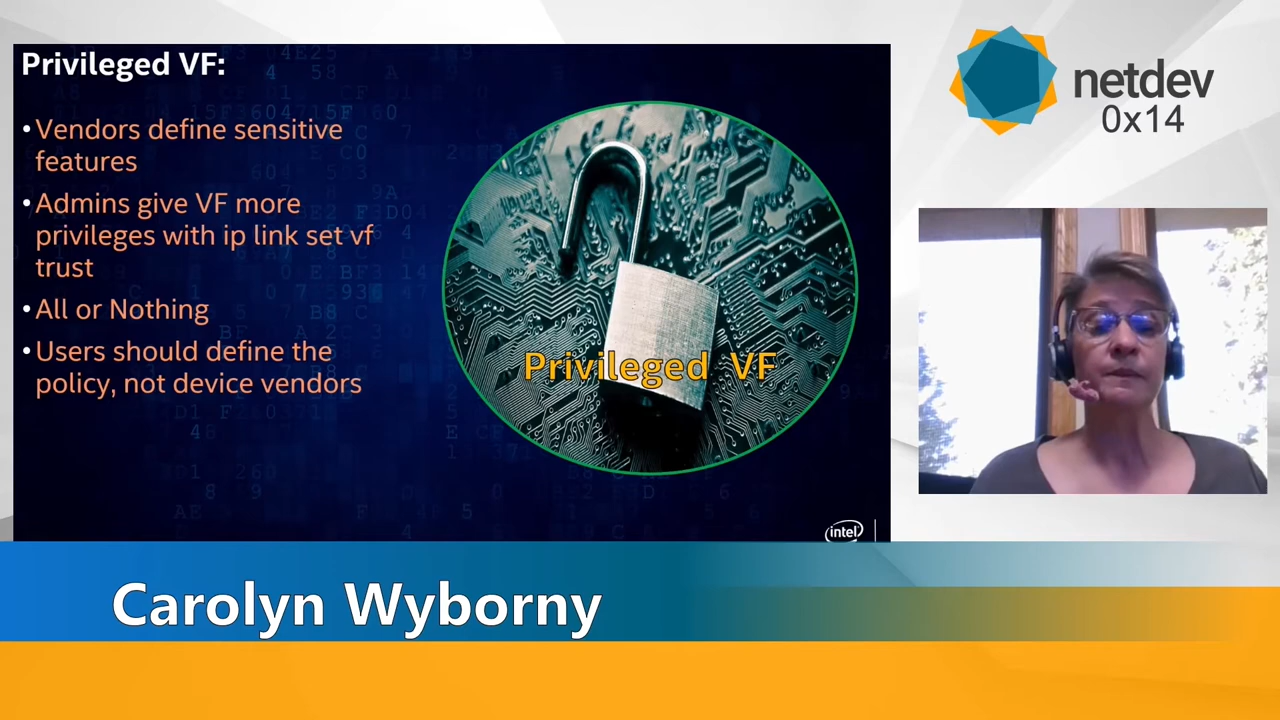 Privileged VF:
•Vendors define sensitive
features
•Admins give VF more
privileges with ip link set vf
trust
•All or Nothing
•Users should define the
policy, not device vendors
Privileged VF
intel
netdev
0x14
Carolyn Wyborny